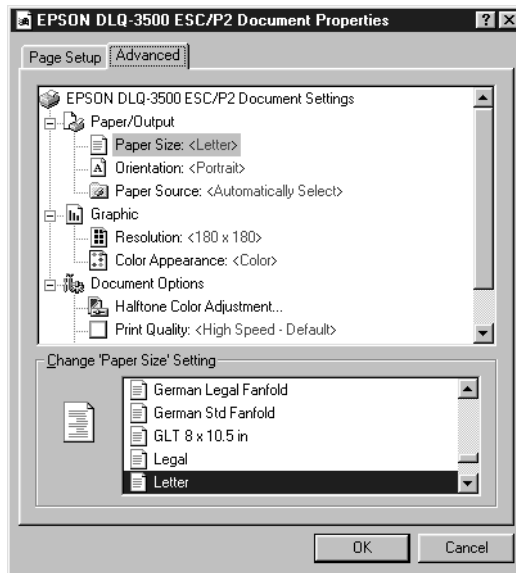 EPSON DLQ-3500 ESC/P2 Document Properties
Page Setup Advanced
EPSON DLQ-3500 ESC/P2 Document Settings
Paper/Output
Paper Size: <Letter>
Orientation: <Portrait>
Paper Source: <Automatically Select>
Graphic
Resolution: <180 x 180>
Color Appearance: <Color>
Document Options
Halftone Color Adjustment...
Print Quality: <High Speed - Default>
Change 'Paper Size' Setting
German Legal Fanfold
German Std Fanfold
GLT 8 x 10.5 in
Legal
Letter
OK Cancel